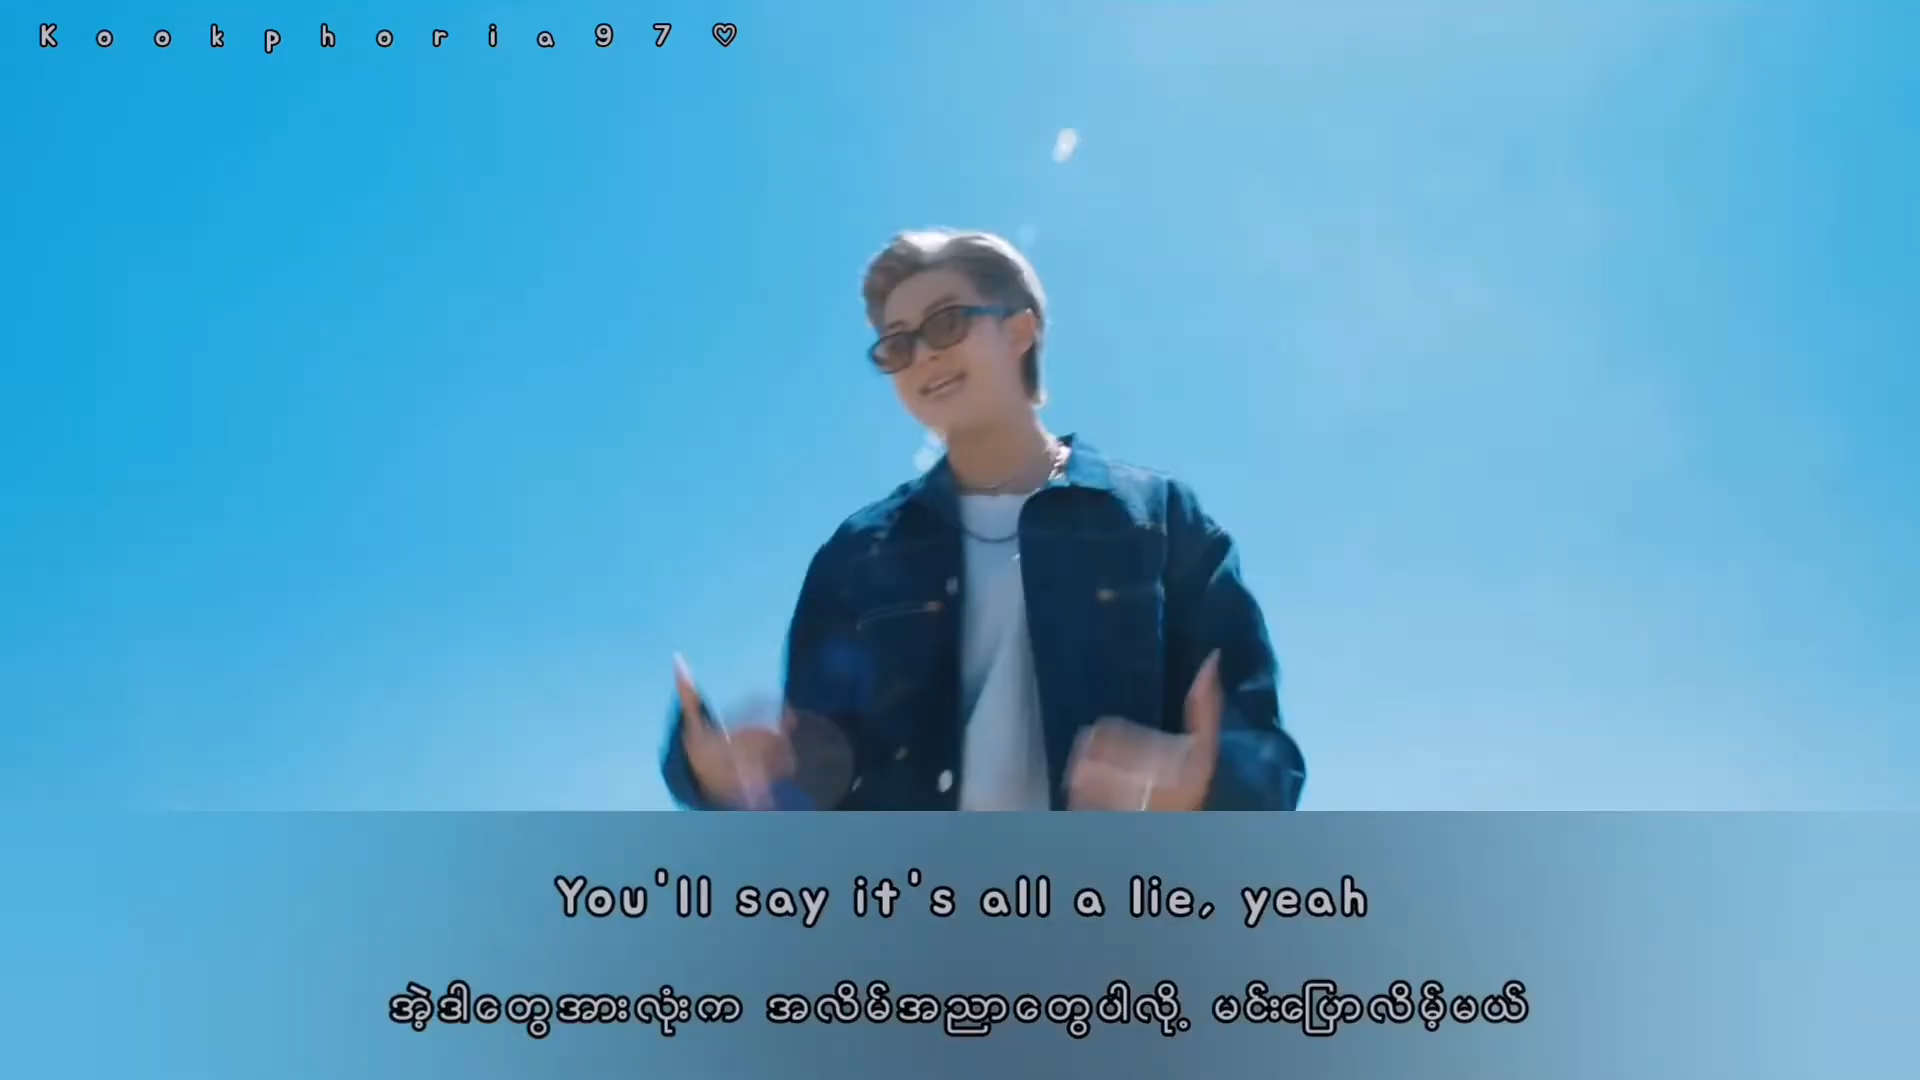 Kookphoria97♡
You'll say it's all a lie, yeah
အဲ့ဒါတွေအားလုံးက အလိမ်အညာတွေပါလို့ မင်းပြောလိမ့်မယ်